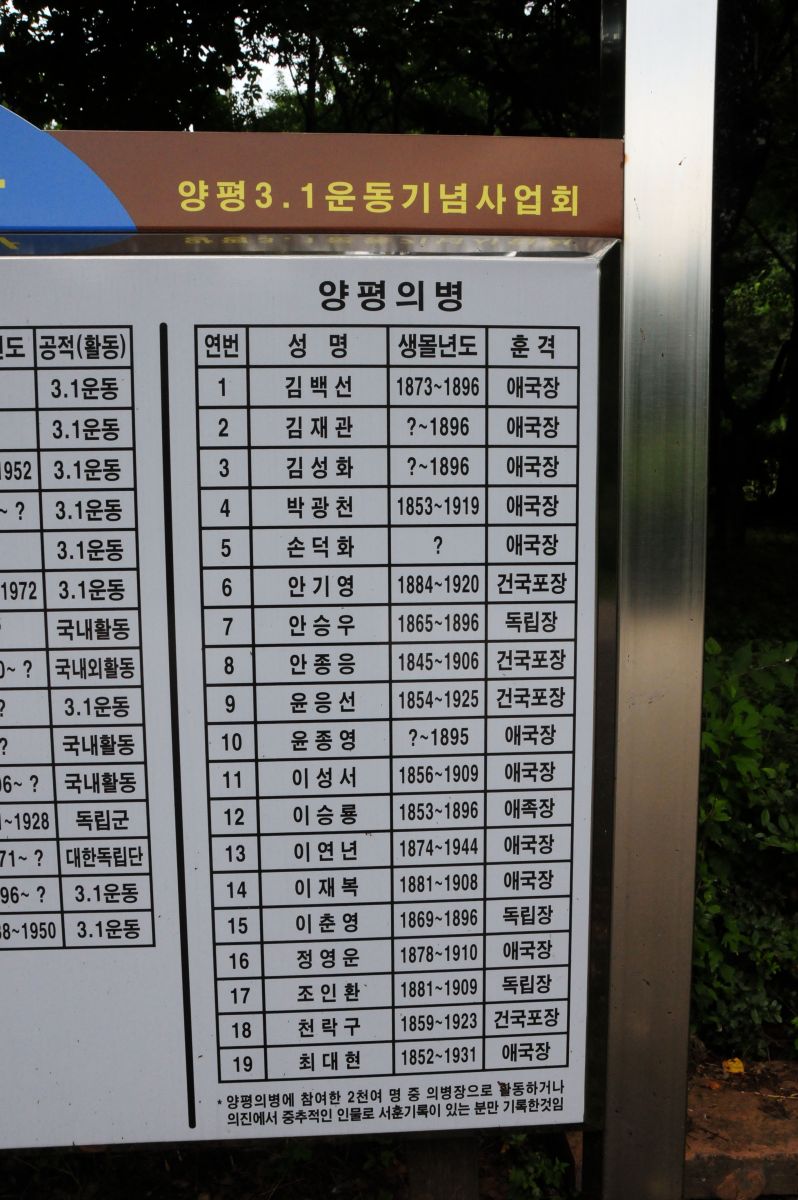 양평3.1운동기념사업회
공적(활동)
3.1운동
3.1운동
1952 3.1운동
~ ? 3.1운동
3.1운동
1972 3.1운동
국내활동
~ ? 국내외활동
? 3.1운동
? 국내활동
~ ? 국내활동
~1928 독립군
~ ? 대한독립단
~ ? 3.1운동
~1950 3.1운동
양평의병
연번 성 명 생몰년도 훈 격
1 김백선 1873~1896 애국장
2 김재관 ?~1896 애국장
3 김성화 ?~1896 애국장
4 박광천 1853~1919 애국장
5 손덕화 ? 애국장
6 안기영 1884~1920 건국포장
7 안승우 1865~1896 독립장
8 안종응 1845~1906 건국포장
9 윤응선 1854~1925 건국포장
10 윤종영 ?~1895 애국장
11 이성서 1856~1909 애국장
12 이승룡 1853~1896 애족장
13 이연년 1874~1944 애국장
14 이재복 1881~1908 애국장
15 이춘영 1869~1896 독립장
16 정영운 1878~1910 애국장
17 조인환 1881~1909 독립장
18 천락구 1859~1923 건국포장
19 최대현 1852~1931 애국장
* 양평의병에 참여한 2천여 명 중 의병장으로 활동하거나
의진에서 중추적인 인물로 서훈기록이 있는 분만 기록한것임